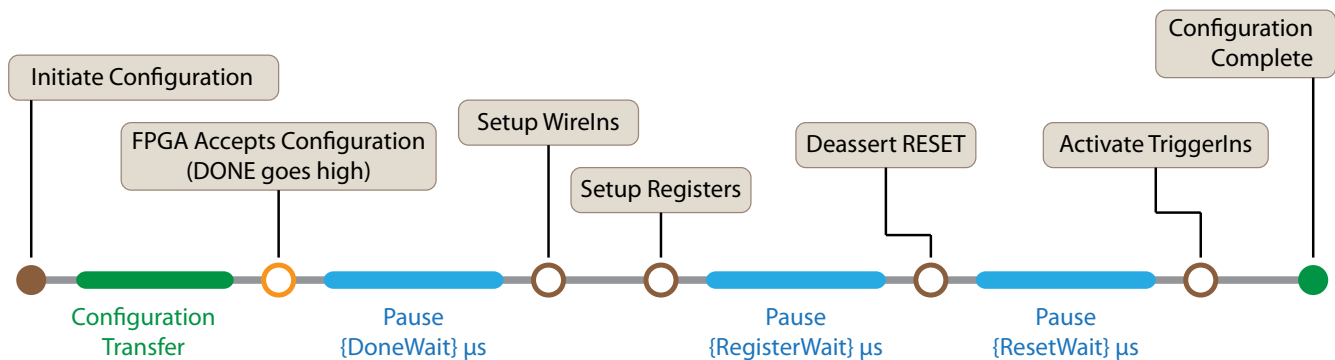 Initiate Configuration
FPGA Accepts Configuration
(DONE goes high)
Setup WireIns
Setup Registers
Deassert RESET
Activate TriggerIns
Configuration
Complete
Configuration
Transfer
Pause
{DoneWait} µs
Pause
{RegisterWait} µs
Pause
{ResetWait} µs